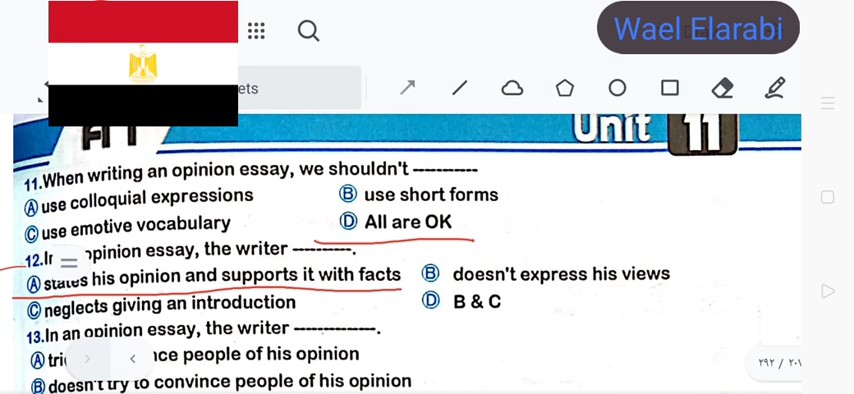 Wael Elarabi
ets
Unit 11
11.When writing an opinion essay, we shouldn't -----------
Ⓐ use colloquial expressions Ⓑ use short forms
Ⓒ use emotive vocabulary Ⓓ All are OK
12.In opinion essay, the writer ----------.
Ⓐ states his opinion and supports it with facts Ⓑ doesn't express his views
Ⓒ neglects giving an introduction Ⓓ B & C
13.In an opinion essay, the writer --------------.
Ⓐ people of his opinion
Ⓑ doesn't try to convince people of his opinion